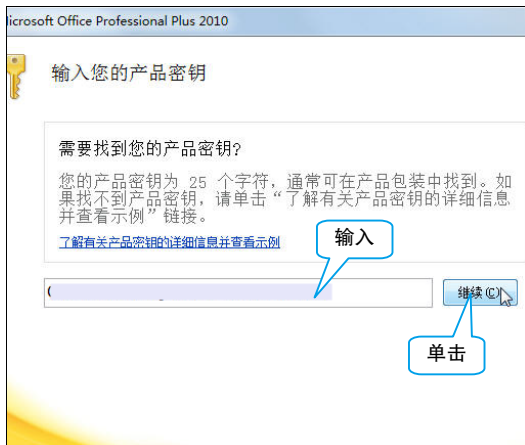 icrosoft Office Professional Plus 2010
输入您的产品密钥
需要找到您的产品密钥?
您的产品密钥为 25 个字符，通常可在产品包装中找到。如
果找不到产品密钥，请单击“了解有关产品密钥的详细信息
并查看示例”链接。
了解有关产品密钥的详细信息并查看示例
输入
继续(C)
单击